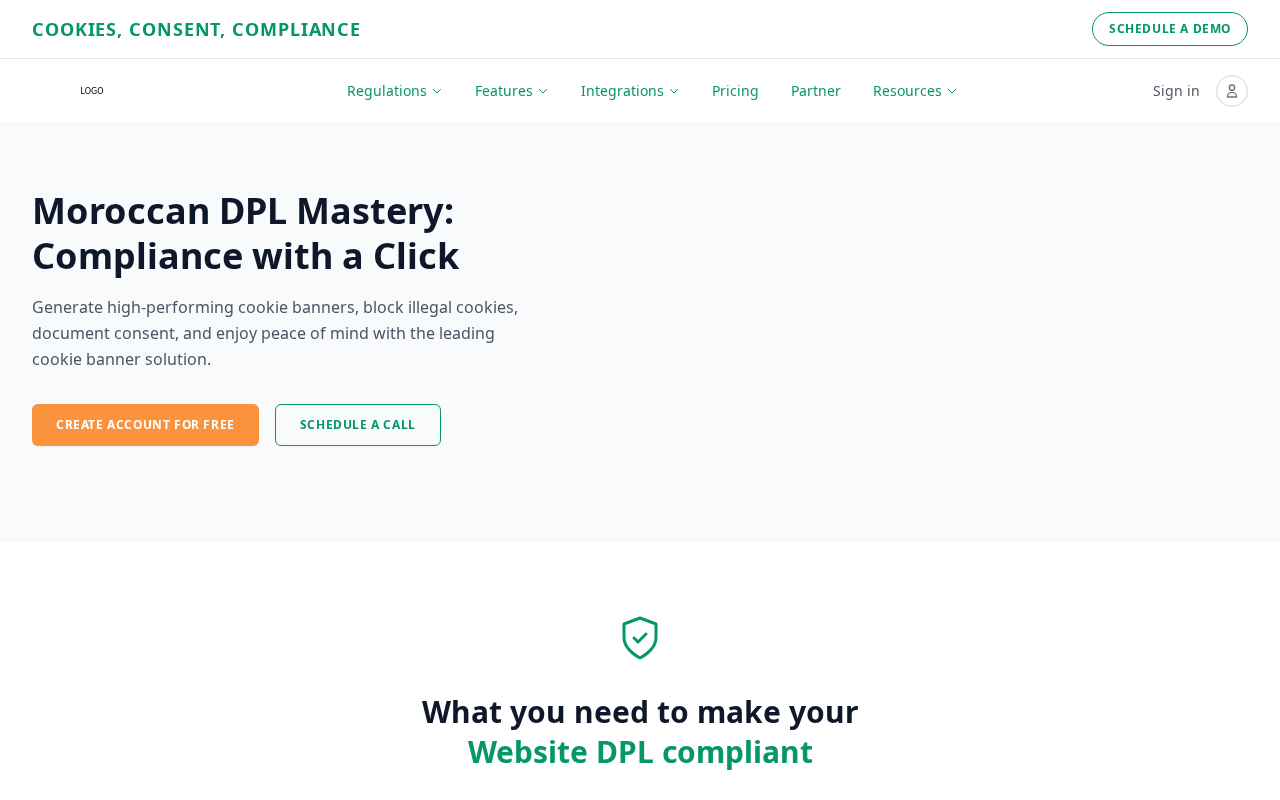 COOKIES, CONSENT, COMPLIANCE
SCHEDULE A DEMO
LOGO
Regulations
Features
Integrations
Pricing
Partner
Resources
Sign in
Moroccan DPL Mastery:
Compliance with a Click
Generate high-performing cookie banners, block illegal cookies,
document consent, and enjoy peace of mind with the leading
cookie banner solution.
CREATE ACCOUNT FOR FREE
SCHEDULE A CALL
What you need to make your
Website DPL compliant